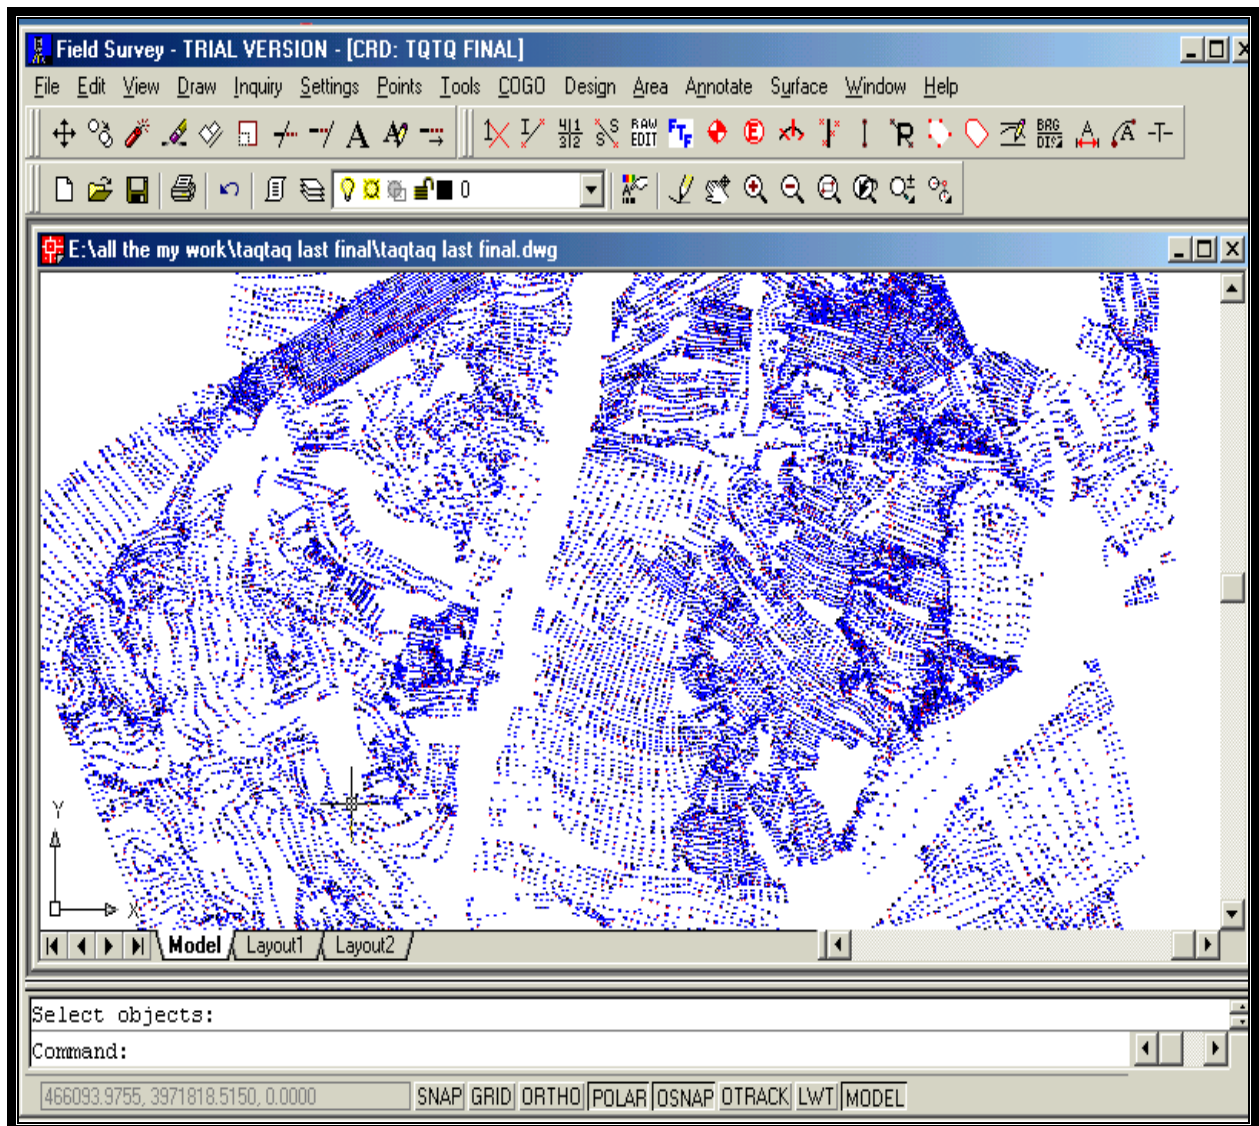 Field Survey - TRIAL VERSION - [CRD: TQTQ FINAL]
File Edit View Draw Inquiry Settings Points Tools COGO Design Area Annotate Surface Window Help
RAW EDIT FTF E R BRG DIST A A -T-
0
E:\all the my work\taqtaq last final\taqtaq last final.dwg
Y
X
Model Layout1 Layout2
Select objects:
Command:
466093.9755, 3971818.5150, 0.0000 SNAP GRID ORTHO POLAR OSNAP OTRACK LWT MODEL